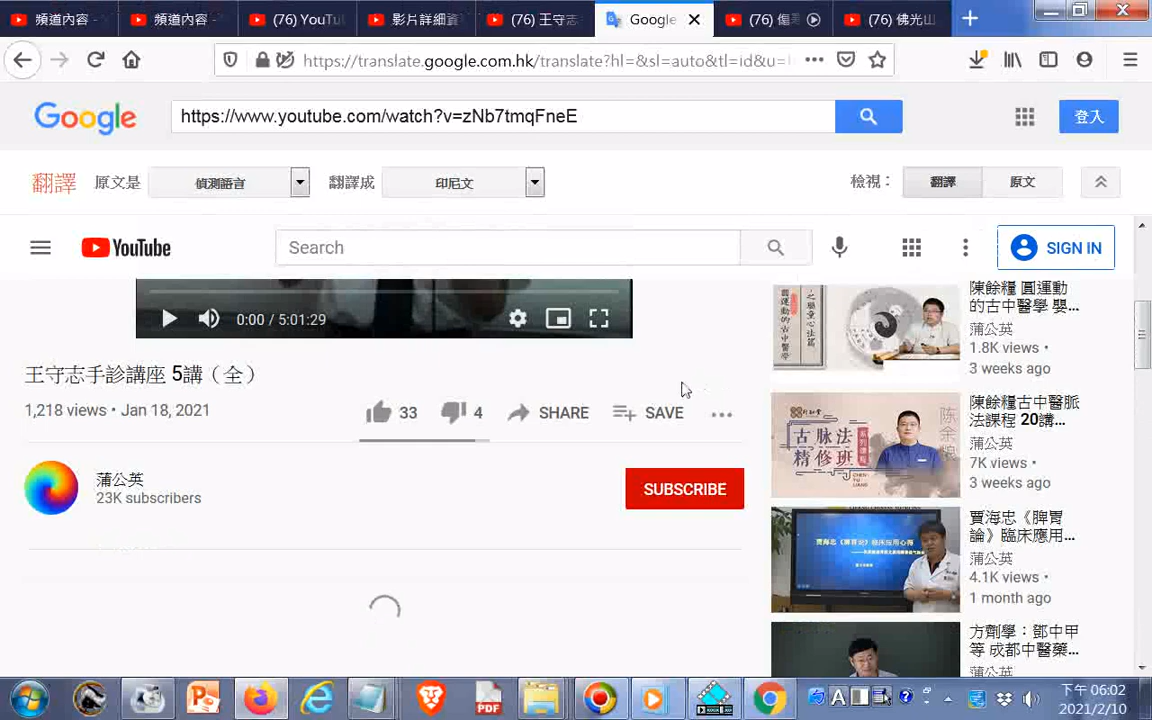 頻道內容
頻道內容
(76) YouTu
影片詳細資
(76) 王守志
Google
(76) 傷寒
(76) 佛光山
https://translate.google.com.hk/translate?hl=&sl=auto&tl=id&u=
Google
https://www.youtube.com/watch?v=zNb7tmqFneE
登入
翻譯
原文是
偵測語言
翻譯成
印尼文
檢視：
翻譯
原文
YouTube
Search
SIGN IN
0:00 / 5:01:29
王守志手診講座 5講（全）
1,218 views • Jan 18, 2021
33
4
SHARE
SAVE
蒲公英
23K subscribers
SUBSCRIBE
陳餘糧 圓運動
的古中醫學 嬰...
蒲公英
1.8K views •
3 weeks ago
古脉法
精修班
陳餘糧古中醫脈
法課程 20講...
蒲公英
7K views •
3 weeks ago
賈海忠《脾胃
論》臨床應用...
蒲公英
4.1K views •
1 month ago
方劑學：鄧中甲
等 成都中醫藥...
蒲公英
PDF
下午 06:02
2021/2/10